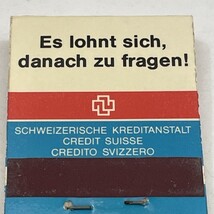 Es lohnt sich,
danach zu fragen!
SCHWEIZERISCHE KREDITANSTALT
CREDIT SUISSE
CREDITO SVIZZERO